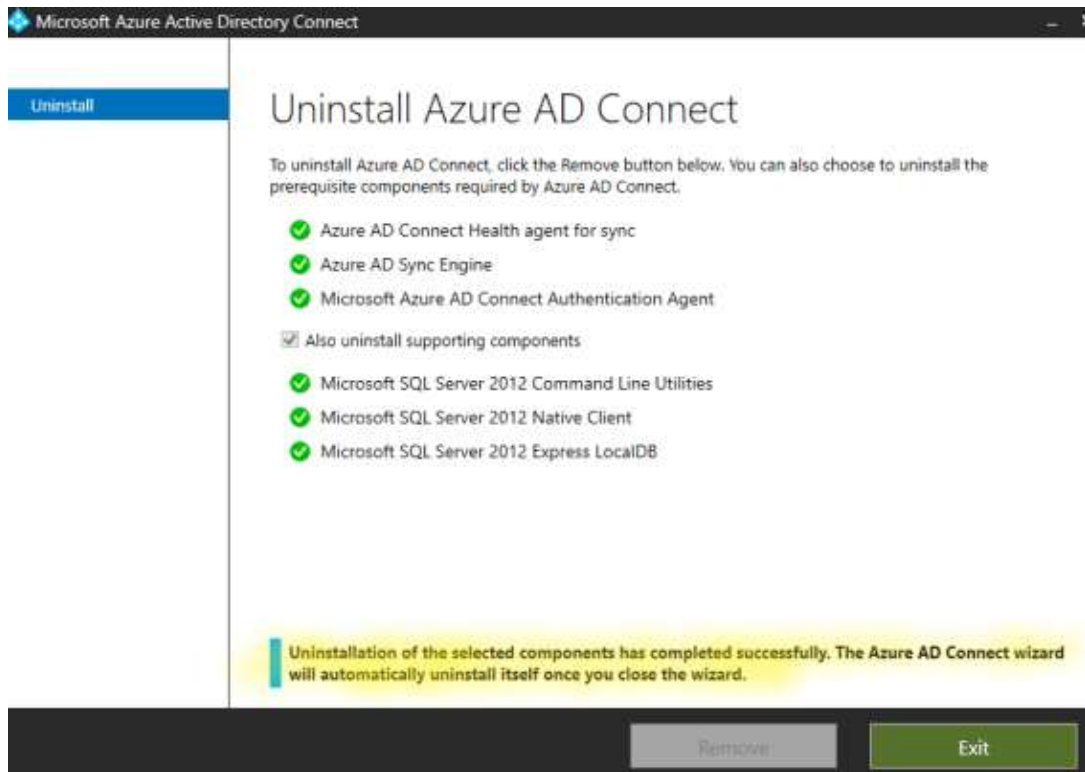 Microsoft Azure Active Directory Connect
Uninstall
Uninstall Azure AD Connect
To uninstall Azure AD Connect, click the Remove button below. You can also choose to uninstall the
prerequisite components required by Azure AD Connect.
Azure AD Connect Health agent for sync
Azure AD Sync Engine
Microsoft Azure AD Connect Authentication Agent
Also uninstall supporting components
Microsoft SQL Server 2012 Command Line Utilities
Microsoft SQL Server 2012 Native Client
Microsoft SQL Server 2012 Express LocalDB
Uninstallation of the selected components has completed successfully. The Azure AD Connect wizard
will automatically uninstall itself once you close the wizard.
Remove
Exit